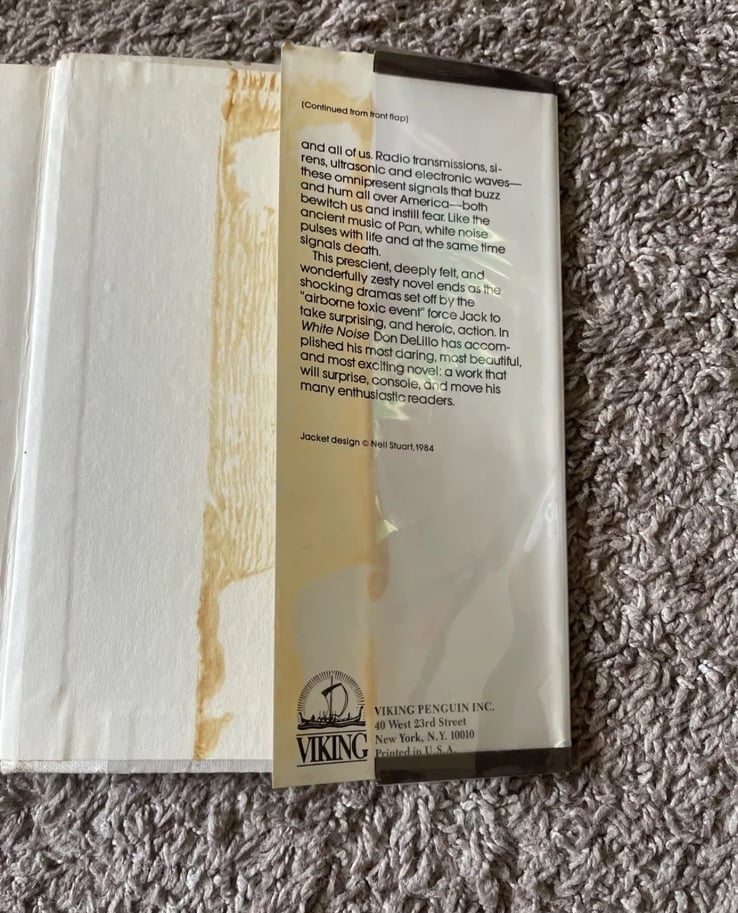 (Continued from front flap)
and all of us. Radio transmissions, si-
rens, ultrasonic and electronic waves—
these omnipresent signals that buzz
and hum all over America—both
bewitch us and instill fear. Like the
ancient music of Pan, white noise
pulses with life and at the same time
signals death.
This prescient, deeply felt, and
wonderfully zesty novel ends as the
shocking dramas set off by the
"airborne toxic event" force Jack to
take surprising, and heroic, action. In
White Noise Don DeLillo has accom-
plished his most daring, most beautiful,
and most exciting novel: a work that
will surprise, console, and move his
many enthusiastic readers.
Jacket design © Neil Stuart, 1984
VIKING
VIKING PENGUIN INC.
40 West 23rd Street
New York, N.Y. 10010
Printed in U.S.A.